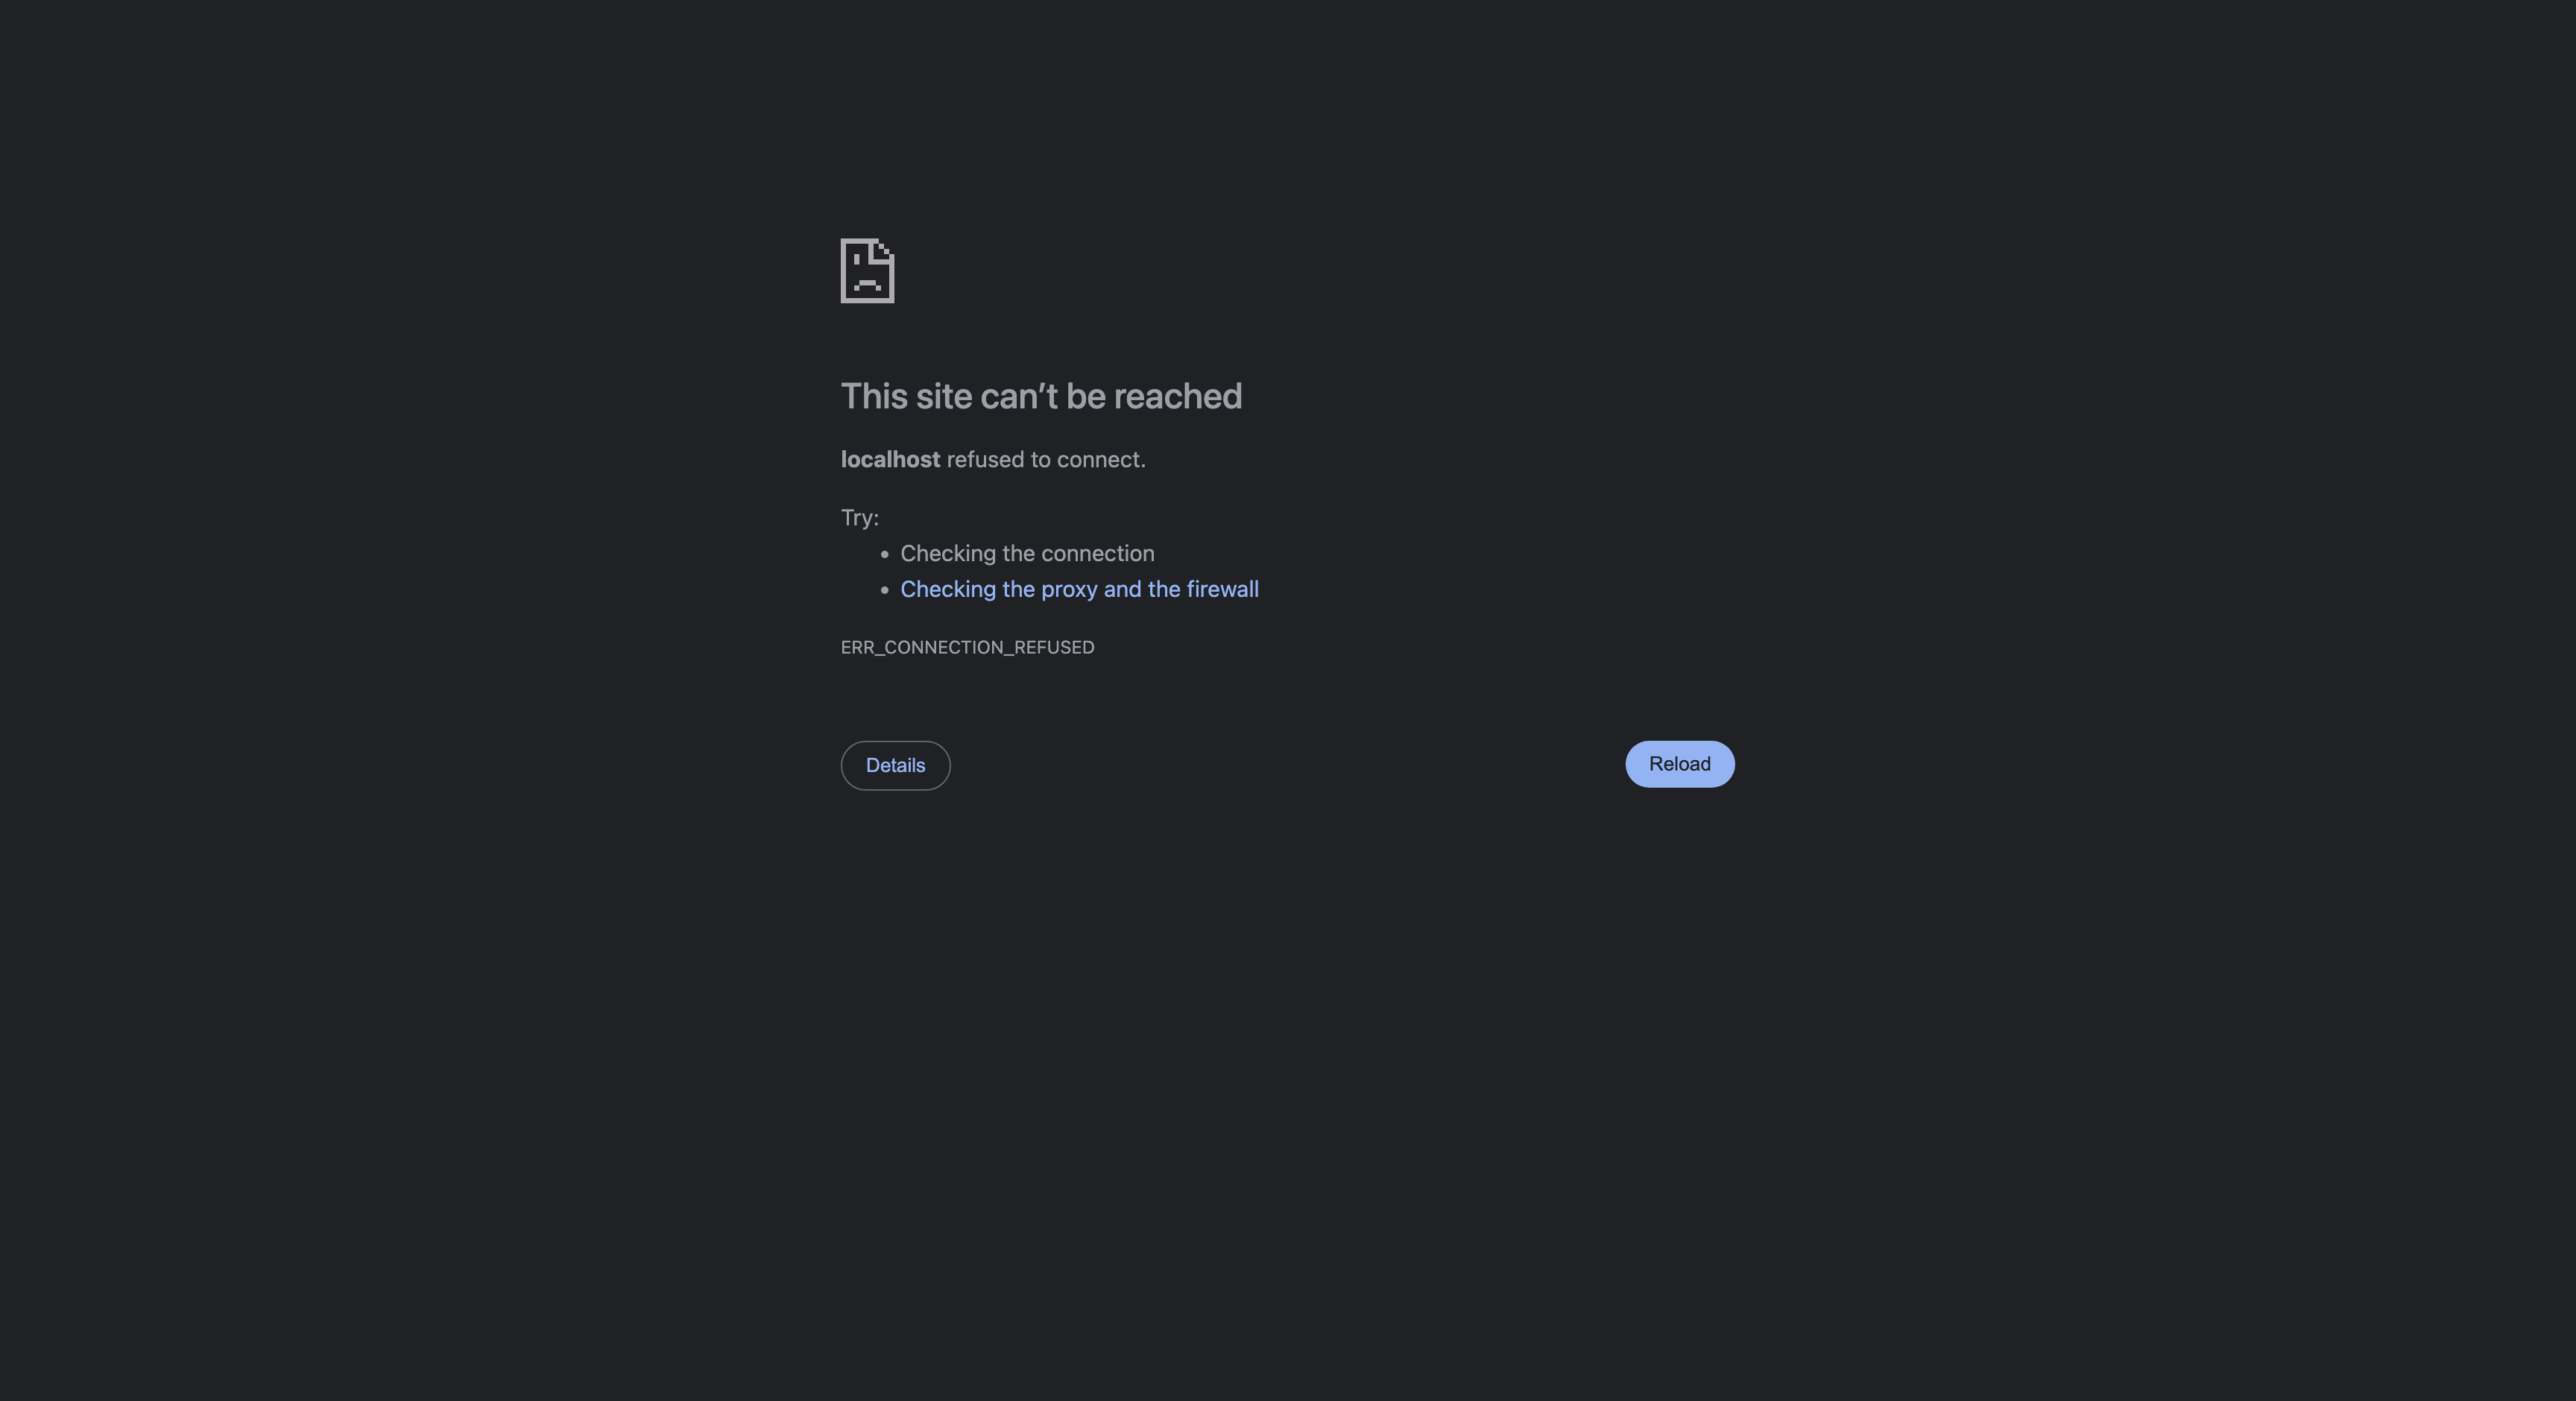 This site can’t be reached
localhost refused to connect.
Try:
• Checking the connection
• Checking the proxy and the firewall
ERR_CONNECTION_REFUSED
Details
Reload